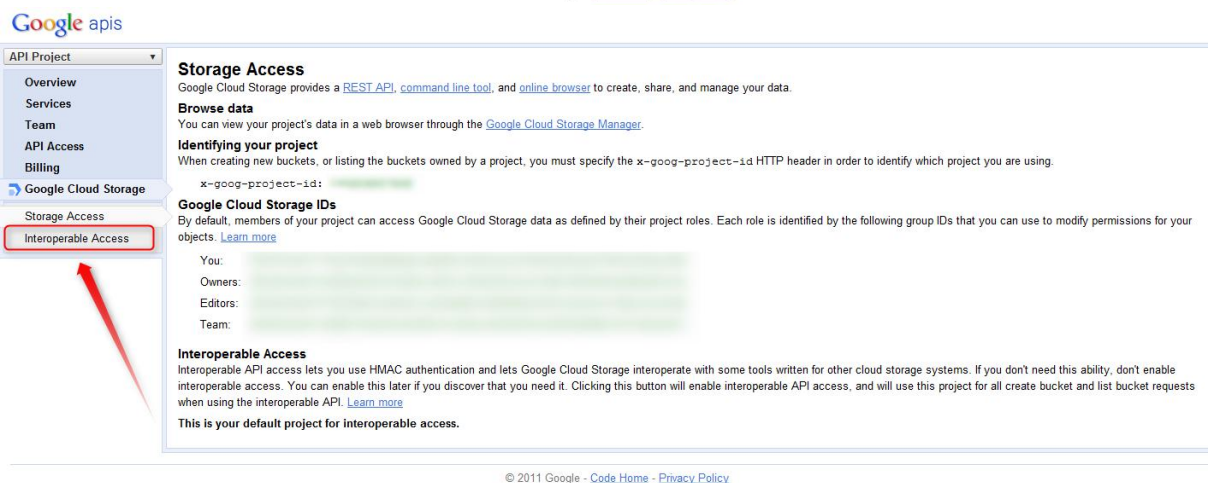 Google apis
API Project
Overview
Services
Team
API Access
Billing
Google Cloud Storage
Storage Access
Interoperable Access
Storage Access
Google Cloud Storage provides a REST API, command line tool, and online browser to create, share, and manage your data.
Browse data
You can view your project's data in a web browser through the Google Cloud Storage Manager.
Identifying your project
When creating new buckets, or listing the buckets owned by a project, you must specify the x-goog-project-id HTTP header in order to identify which project you are using.
x-goog-project-id:
Google Cloud Storage IDs
By default, members of your project can access Google Cloud Storage data as defined by their project roles. Each role is identified by the following group IDs that you can use to modify permissions for your
objects. Learn more
You:
Owners:
Editors:
Team:
Interoperable Access
Interoperable API access lets you use HMAC authentication and lets Google Cloud Storage interoperate with some tools written for other cloud storage systems. If you don't need this ability, don't enable
interoperable access. You can enable this later if you discover that you need it. Clicking this button will enable interoperable API access, and will use this project for all create bucket and list bucket requests
when using the interoperable API. Learn more
This is your default project for interoperable access.
© 2011 Google - Code Home - Privacy Policy